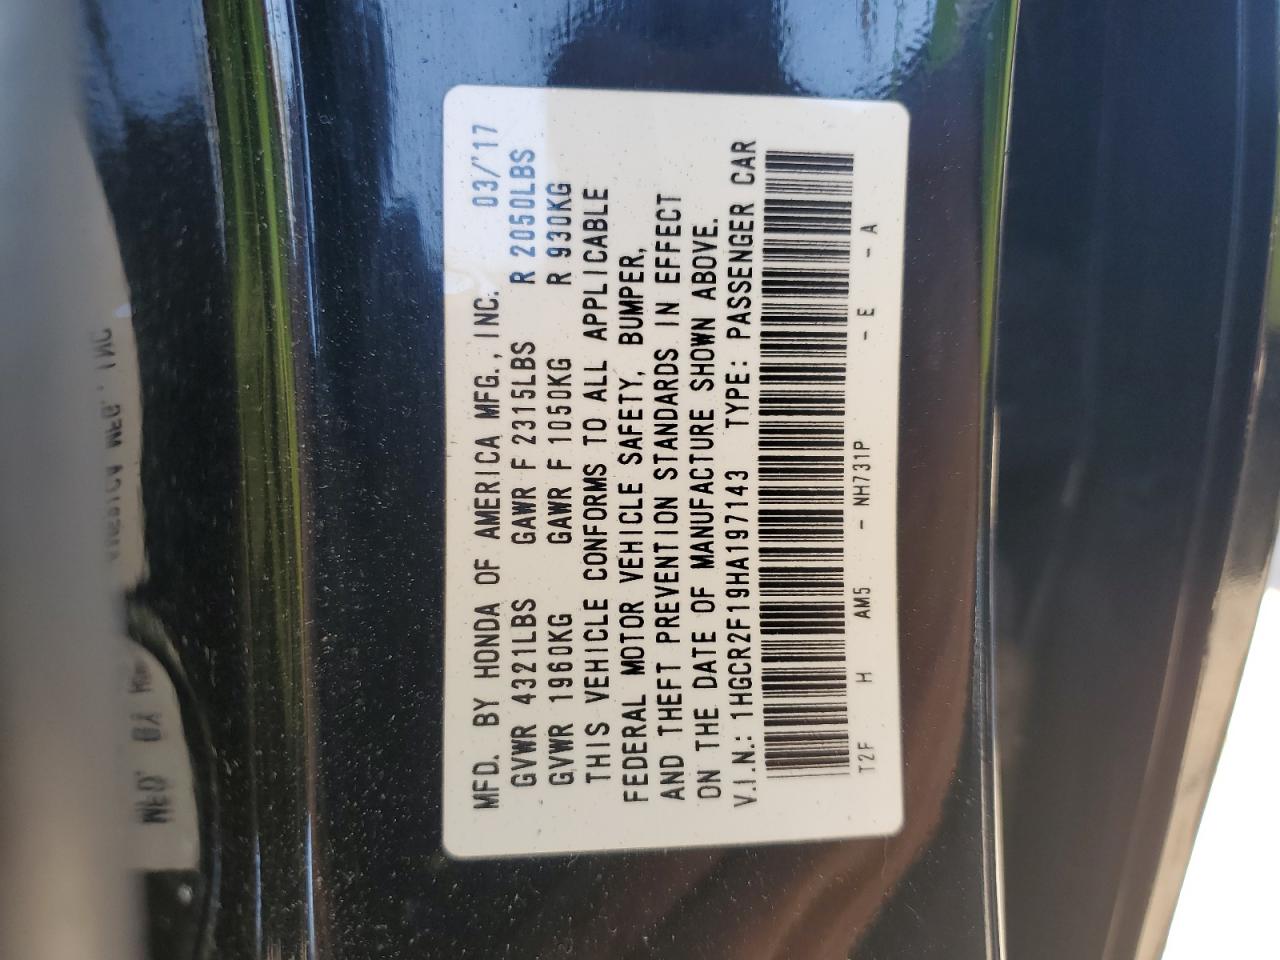 MFD. BY HONDA OF AMERICA MFG., INC. 03/'17
GVWR 4321LBS GAWR F 2315LBS R 2050LBS
GVWR 1960KG GAWR F 1050KG R 930KG
THIS VEHICLE CONFORMS TO ALL APPLICABLE
FEDERAL MOTOR VEHICLE SAFETY, BUMPER,
AND THEFT PREVENTION STANDARDS IN EFFECT
ON THE DATE OF MANUFACTURE SHOWN ABOVE.
V.I.N.: 1HGCR2F19HA197143 TYPE: PASSENGER CAR
T2F H AM5 - NH731P - E - A